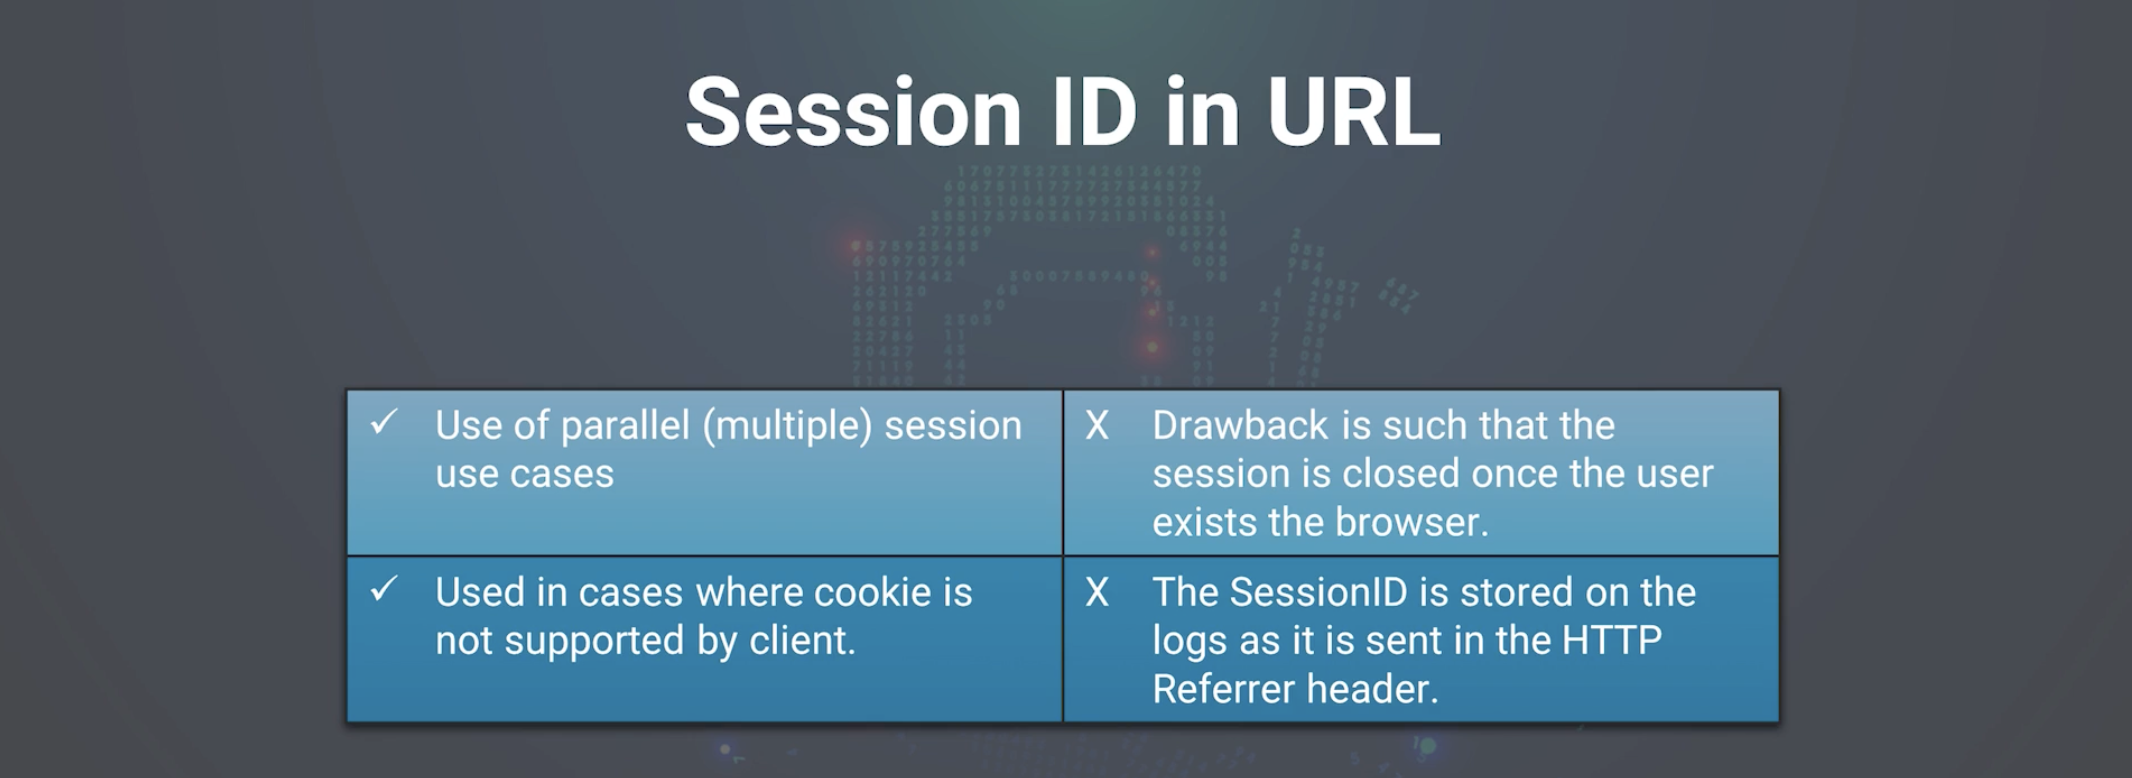 Session ID in URL
✓ Use of parallel (multiple) session
use cases
X Drawback is such that the
session is closed once the user
exists the browser.
✓ Used in cases where cookie is
not supported by client.
X The SessionID is stored on the
logs as it is sent in the HTTP
Referrer header.